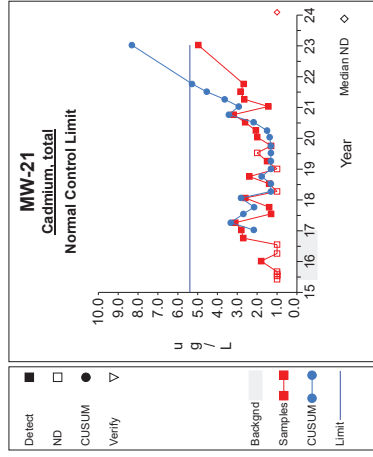 MW-21
Cadmium, total
Normal Control Limit
10.0
9.0
8.0
7.0
6.0
5.0
4.0
3.0
2.0
1.0
0.0
u
g /
L
15
16
17
18
19
20
21
22
23
24
Year
Median ND
Detect
ND
CUSUM
Verify
Backgnd
Samples
CUSUM
Limit